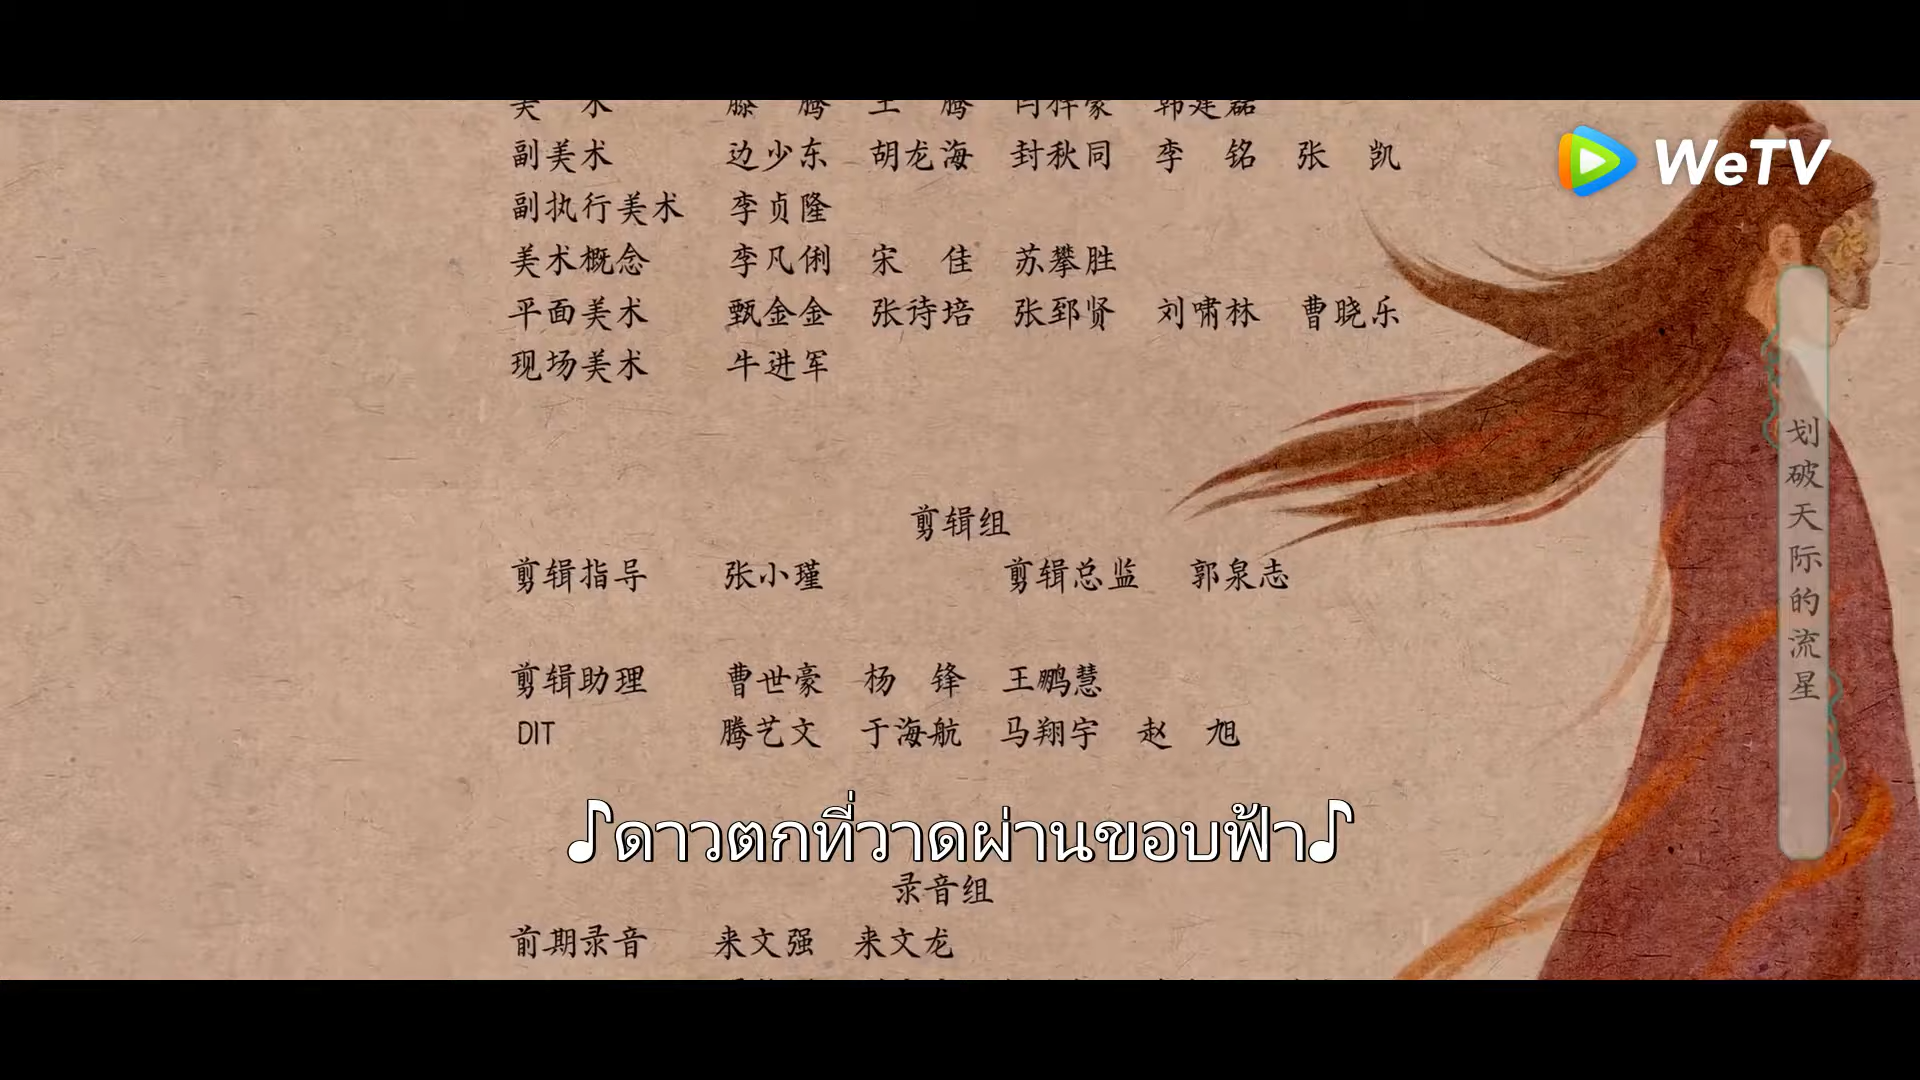 WeTV
副美术 边少东 胡龙海 封秋同 李 铭 张 凯
副执行美术 李贞隆
美术概念 李凡俐 宋 佳 苏攀胜
平面美术 甄金金 张待培 张郅贤 刘啸林 曹晓乐
现场美术 牛进军
剪辑组
剪辑指导 张小瑾 剪辑总监 郭泉志
剪辑助理 曹世豪 杨 锋 王鹏慧
DIT 腾艺文 于海航 马翔宇 赵 旭
♪ดาวตกที่วาดผ่านขอบฟ้า♪
录音组
前期录音 来文强 来文龙
划破天际的流星